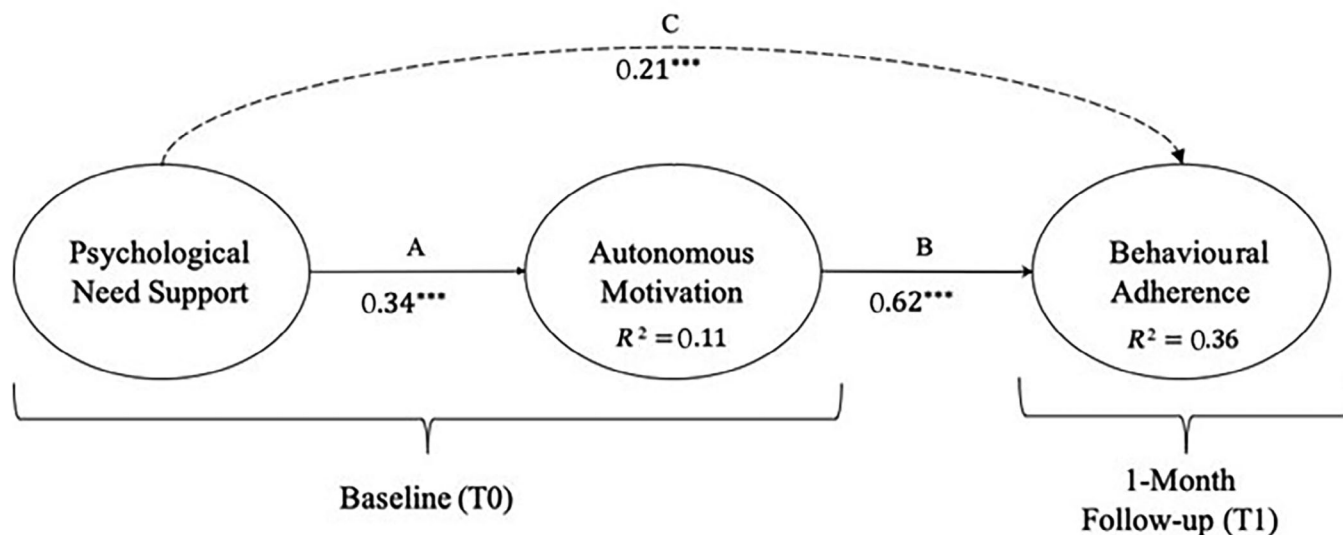 C
0.21***
Psychological
Need Support
A
0.34***
Autonomous
Motivation
R² = 0.11
B
0.62***
Behavioural
Adherence
R² = 0.36
Baseline (T0)
1-Month
Follow-up (T1)